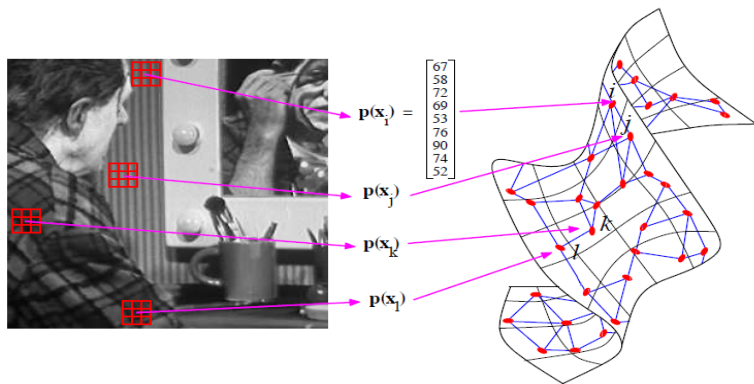 p(x_i) =
67
58
72
69
53
76
90
74
52
p(x_j)
p(x_k)
p(x_l)
i
j
k
l